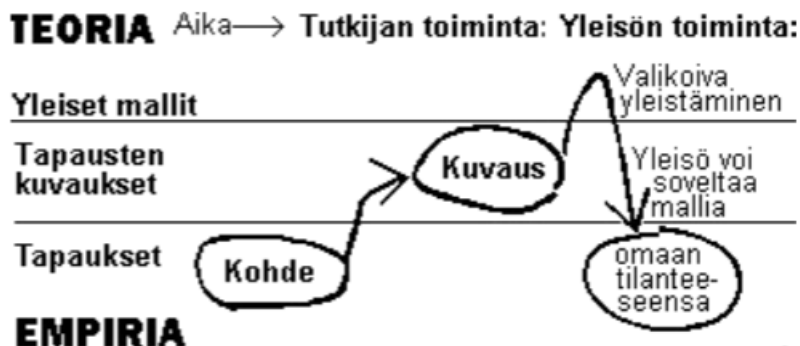 TEORIA Aika → Tutkijan toiminta: Yleisön toiminta:
Valikoiva
Yleiset mallit yleistäminen
Tapausten
kuvaukset
Kuvaus
Yleisö voi
soveltaa
mallia
Tapaukset
Kohde
omaan
tilantee-
seensa
EMPIRIA